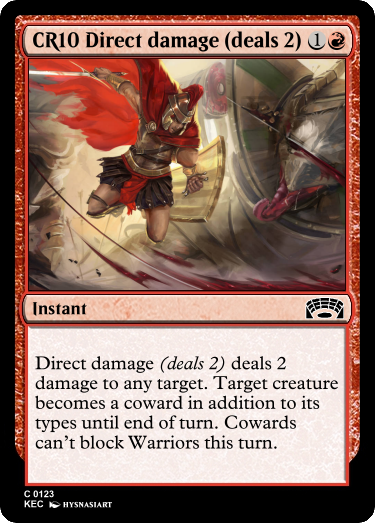 CR10 Direct damage (deals 2) 1
Instant
Direct damage (deals 2) deals 2
damage to any target. Target creature
becomes a coward in addition to its
types until end of turn. Cowards
can't block Warriors this turn.
C 0123
KEC HYSNASIART